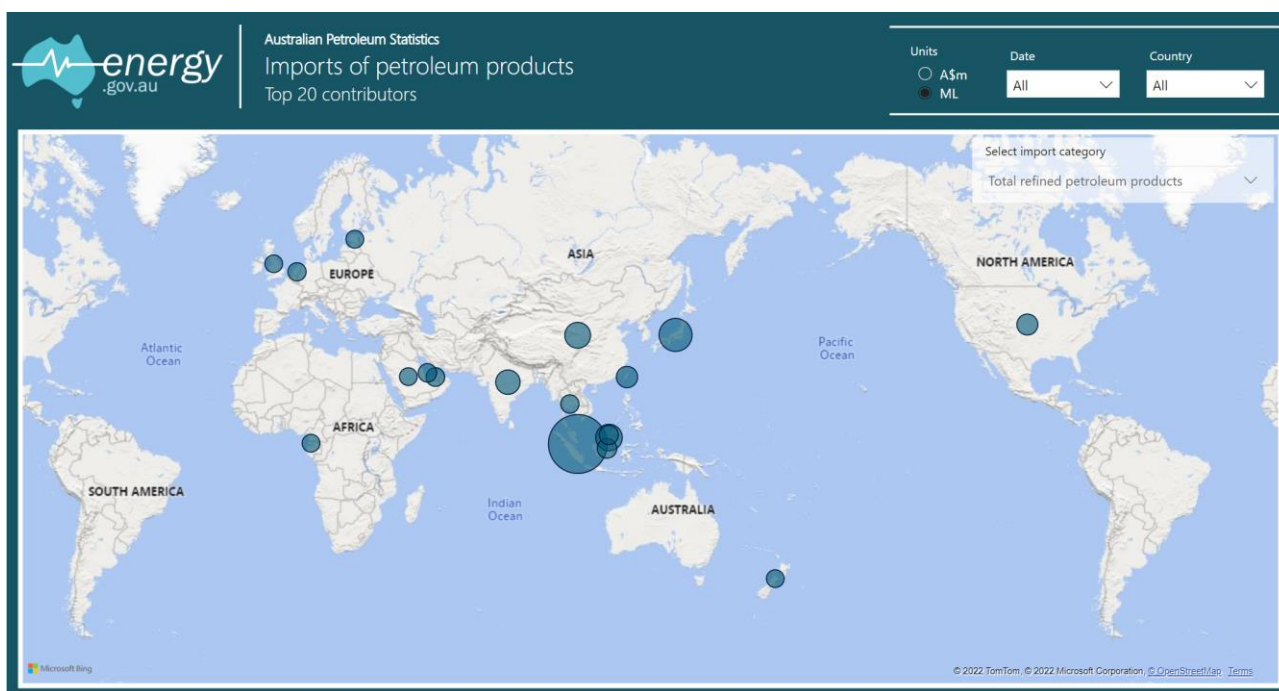 energy
.gov.au
Australian Petroleum Statistics
Imports of petroleum products
Top 20 contributors
Units
A$m
ML
Date
All
Country
All
Select import category
Total refined petroleum products
ASIA
EUROPE
NORTH AMERICA
Atlantic
Ocean
Pacific
Ocean
AFRICA
SOUTH AMERICA
Indian
Ocean
AUSTRALIA
Microsoft Bing
© 2022 TomTom, © 2022 Microsoft Corporation, © OpenStreetMap Terms